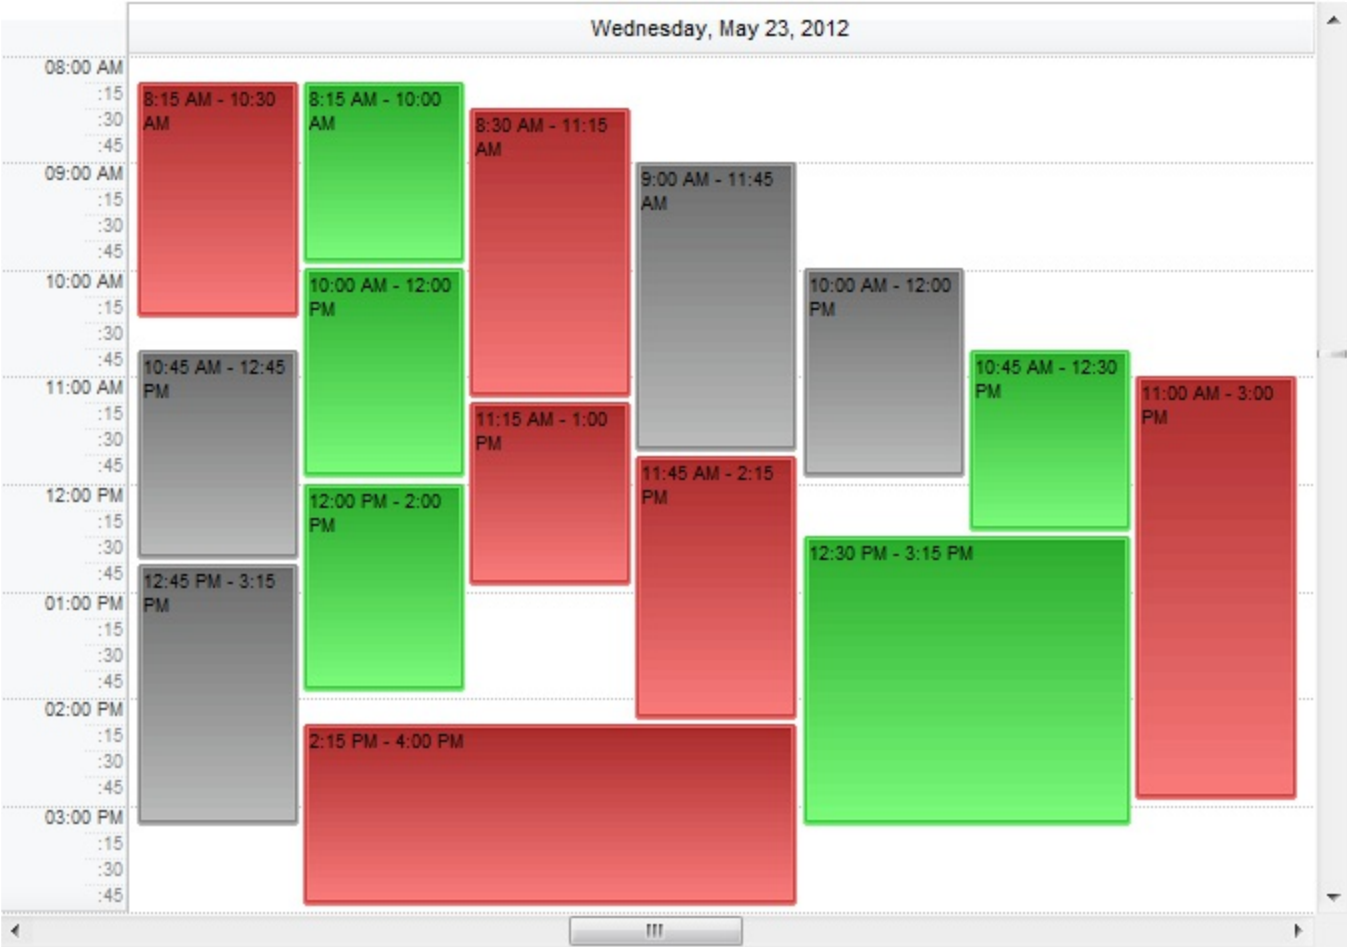 Wednesday, May 23, 2012
08:00 AM
:15
:30
:45
09:00 AM
:15
:30
:45
10:00 AM
:15
:30
:45
11:00 AM
:15
:30
:45
12:00 PM
:15
:30
:45
01:00 PM
:15
:30
:45
02:00 PM
:15
:30
:45
03:00 PM
:15
:30
:45
8:15 AM - 10:30
AM
8:15 AM - 10:00
AM
8:30 AM - 11:15
AM
9:00 AM - 11:45
AM
10:00 AM - 12:00
PM
10:00 AM - 12:00
PM
10:45 AM - 12:45
PM
10:45 AM - 12:30
PM
11:00 AM - 3:00
PM
11:15 AM - 1:00
PM
11:45 AM - 2:15
PM
12:00 PM - 2:00
PM
12:30 PM - 3:15 PM
12:45 PM - 3:15
PM
2:15 PM - 4:00 PM